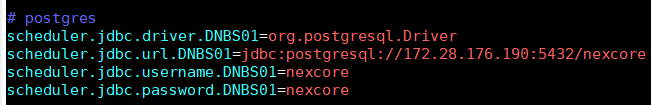 # postgres
scheduler.jdbc.driver.DNBS01=org.postgresql.Driver
scheduler.jdbc.url.DNBS01=jdbc:postgresql://172.28.176.190:5432/nexcore
scheduler.jdbc.username.DNBS01=nexcore
scheduler.jdbc.password.DNBS01=nexcore